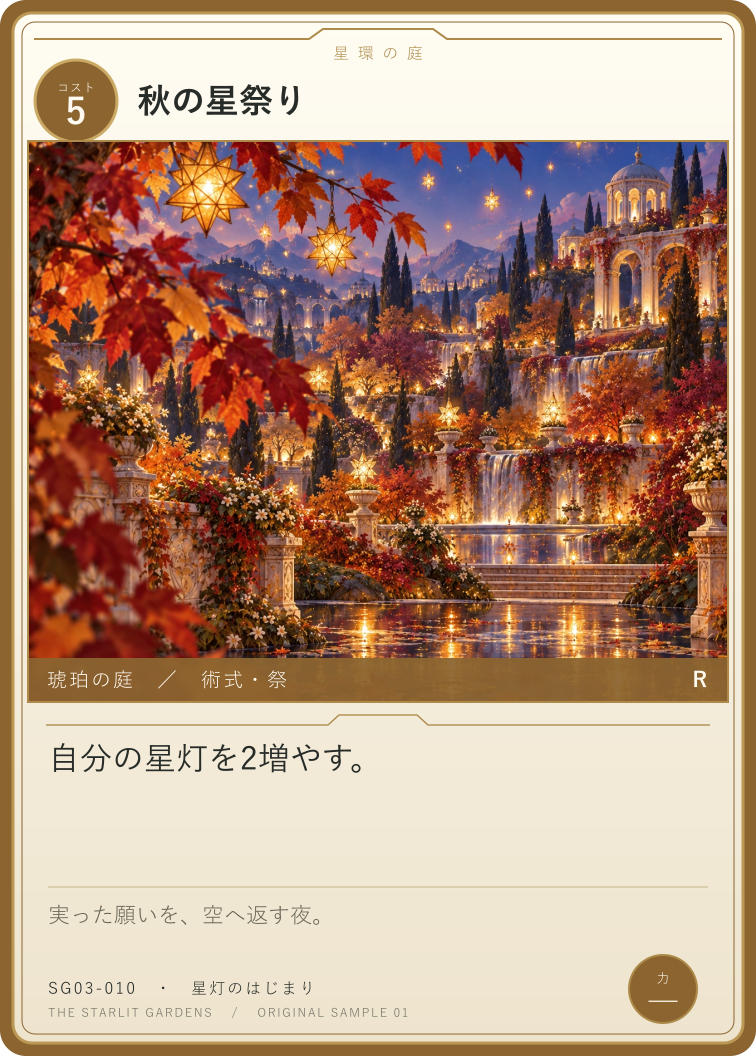 星環の庭
コスト
5
秋の星祭り
琥珀の庭 ／ 術式・祭
R
自分の星灯を2増やす。
実った願いを、空へ返す夜。
SG03-010 ・ 星灯のはじまり
THE STARLIT GARDENS / ORIGINAL SAMPLE 01
力
—